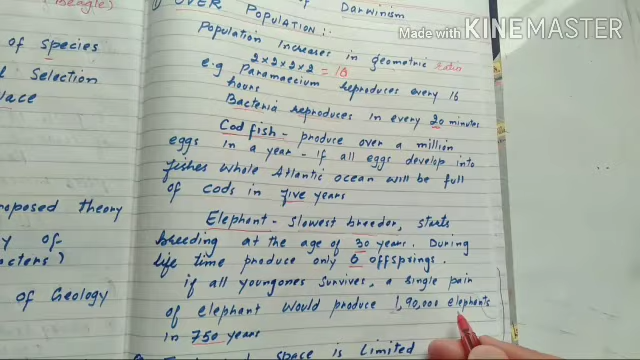 Beagle)
of Darwinism
OVER POPULATION:-
Population increases in geometric ratio
2 x 2 x 2 x 2 = 16
e.g Paramaecium reproduces every 16
hours
Bacteria reproduces in every 20 minutes
Cod fish - produce over a million
eggs in a year - if all eggs develop into
fishes whole Atlantic ocean will be full
of cods in five years
Elephant - Slowest breeder, starts
breeding at the age of 30 years. During
life time produce only 6 offsprings.
if all youngones survives, a single pair
of elephant would produce 1,90,000 elephants
in 750 years
space is Limited
of species
Selection
lace
roposed theory
y of
acters)
of Geology
Made with KINEMASTER